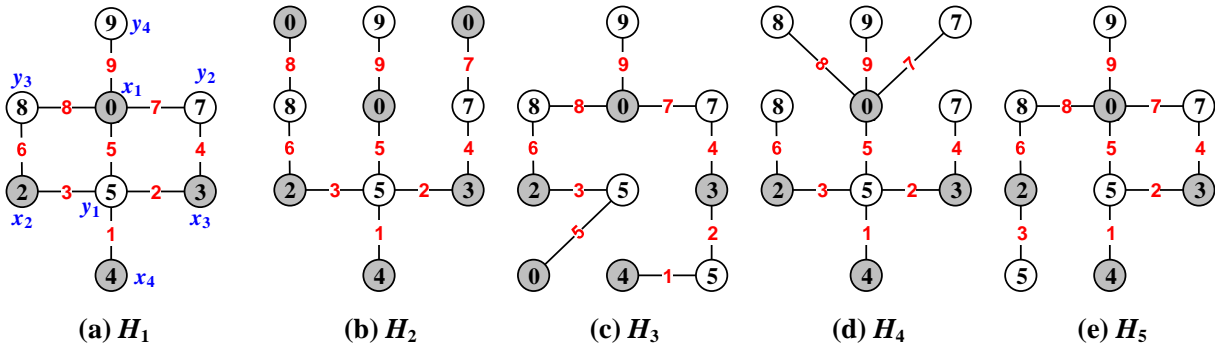 9 y4 0 9 0 9 8 9 7 9
9 8 9 7 9 8 9 7 9
y3 x1 y2
8 8 0 7 7 8 0 7 8 8 0 7 7 8 0 7 8 8 0 7 7
6 5 4 6 5 4 6 4 6 5 4 6 5 4
2 3 5 2 3 2 3 5 2 3 2 3 5 3 2 3 5 2 3 2 5 2 3
x2 y1 x3
1 1 5 2 1 3 1
4 x4 4 0 4 1 5 4 5 4
(a) H1 (b) H2 (c) H3 (d) H4 (e) H5